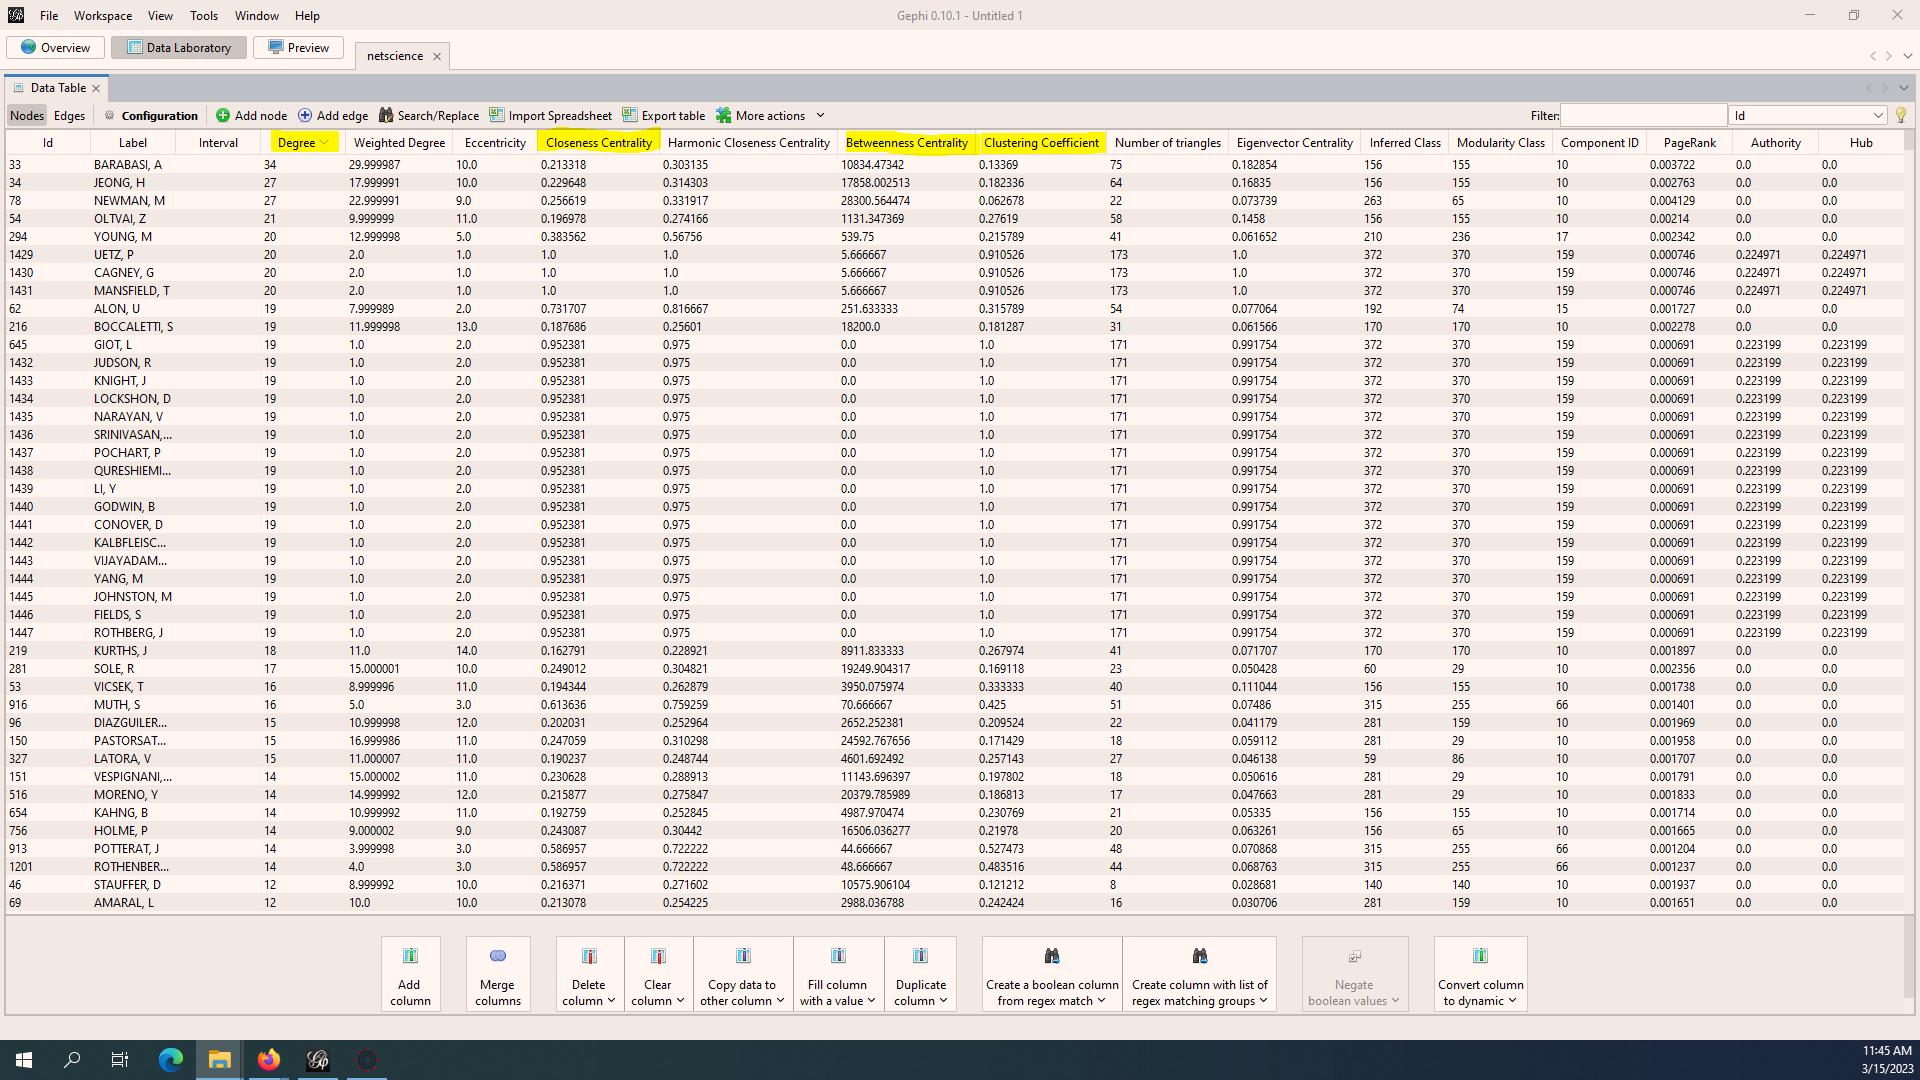 File Workspace View Tools Window Help Gephi 0.10.1 - Untitled 1
Overview Data Laboratory Preview netscience
Data Table
Nodes Edges Configuration Add node Add edge Search/Replace Import Spreadsheet Export table More actions Filter: Id
Id Label Interval Degree Weighted Degree Eccentricity Closeness Centrality Harmonic Closeness Centrality Betweenness Centrality Clustering Coefficient Number of triangles Eigenvector Centrality Inferred Class Modularity Class Component ID PageRank Authority Hub
33 BARABASI, A 34 29.999987 10.0 0.213318 0.303135 10834.47342 0.13369 75 0.182854 156 155 10 0.003722 0.0 0.0
34 JEONG, H 27 17.999991 10.0 0.229648 0.314303 17858.002513 0.182336 64 0.16835 156 155 10 0.002763 0.0 0.0
78 NEWMAN, M 27 22.999991 9.0 0.256619 0.331917 28300.564474 0.062678 22 0.073739 263 65 10 0.004129 0.0 0.0
54 OLTVAI, Z 21 9.999999 11.0 0.196978 0.274166 1131.347369 0.27619 58 0.1458 156 155 10 0.00214 0.0 0.0
294 YOUNG, M 20 12.999998 5.0 0.383562 0.56756 539.75 0.215789 41 0.061652 210 236 17 0.002342 0.0 0.0
1429 UETZ, P 20 2.0 1.0 1.0 1.0 5.666667 0.910526 173 1.0 372 370 159 0.000746 0.224971 0.224971
1430 CAGNEY, G 20 2.0 1.0 1.0 1.0 5.666667 0.910526 173 1.0 372 370 159 0.000746 0.224971 0.224971
1431 MANSFIELD, T 20 2.0 1.0 1.0 1.0 5.666667 0.910526 173 1.0 372 370 159 0.000746 0.224971 0.224971
62 ALON, U 19 7.999989 2.0 0.731707 0.816667 251.633333 0.315789 54 0.077064 192 74 15 0.001727 0.0 0.0
216 BOCCALETTI, S 19 11.999998 13.0 0.187686 0.25601 18200.0 0.181287 31 0.061566 170 170 10 0.002278 0.0 0.0
645 GIOT, L 19 1.0 2.0 0.952381 0.975 0.0 1.0 171 0.991754 372 370 159 0.000691 0.223199 0.223199
1432 JUDSON, R 19 1.0 2.0 0.952381 0.975 0.0 1.0 171 0.991754 372 370 159 0.000691 0.223199 0.223199
1433 KNIGHT, J 19 1.0 2.0 0.952381 0.975 0.0 1.0 171 0.991754 372 370 159 0.000691 0.223199 0.223199
1434 LOCKSHON, D 19 1.0 2.0 0.952381 0.975 0.0 1.0 171 0.991754 372 370 159 0.000691 0.223199 0.223199
1435 NARAYAN, V 19 1.0 2.0 0.952381 0.975 0.0 1.0 171 0.991754 372 370 159 0.000691 0.223199 0.223199
1436 SRINIVASAN,... 19 1.0 2.0 0.952381 0.975 0.0 1.0 171 0.991754 372 370 159 0.000691 0.223199 0.223199
1437 POCHART, P 19 1.0 2.0 0.952381 0.975 0.0 1.0 171 0.991754 372 370 159 0.000691 0.223199 0.223199
1438 QURESHIEMI... 19 1.0 2.0 0.952381 0.975 0.0 1.0 171 0.991754 372 370 159 0.000691 0.223199 0.223199
1439 LI, Y 19 1.0 2.0 0.952381 0.975 0.0 1.0 171 0.991754 372 370 159 0.000691 0.223199 0.223199
1440 GODWIN, B 19 1.0 2.0 0.952381 0.975 0.0 1.0 171 0.991754 372 370 159 0.000691 0.223199 0.223199
1441 CONOVER, D 19 1.0 2.0 0.952381 0.975 0.0 1.0 171 0.991754 372 370 159 0.000691 0.223199 0.223199
1442 KALBFLEISC... 19 1.0 2.0 0.952381 0.975 0.0 1.0 171 0.991754 372 370 159 0.000691 0.223199 0.223199
1443 VIJAYADAM... 19 1.0 2.0 0.952381 0.975 0.0 1.0 171 0.991754 372 370 159 0.000691 0.223199 0.223199
1444 YANG, M 19 1.0 2.0 0.952381 0.975 0.0 1.0 171 0.991754 372 370 159 0.000691 0.223199 0.223199
1445 JOHNSTON, M 19 1.0 2.0 0.952381 0.975 0.0 1.0 171 0.991754 372 370 159 0.000691 0.223199 0.223199
1446 FIELDS, S 19 1.0 2.0 0.952381 0.975 0.0 1.0 171 0.991754 372 370 159 0.000691 0.223199 0.223199
1447 ROTHBERG, J 19 1.0 2.0 0.952381 0.975 0.0 1.0 171 0.991754 372 370 159 0.000691 0.223199 0.223199
219 KURTHS, J 18 11.0 14.0 0.162791 0.228921 8911.833333 0.267974 41 0.071707 170 170 10 0.001897 0.0 0.0
281 SOLE, R 17 15.000001 10.0 0.249012 0.304821 19249.904317 0.169118 23 0.050428 60 29 10 0.002356 0.0 0.0
53 VICSEK, T 16 8.999996 11.0 0.194344 0.262879 3950.075974 0.333333 40 0.111044 156 155 10 0.001738 0.0 0.0
916 MUTH, S 16 5.0 3.0 0.613636 0.759259 70.666667 0.425 51 0.07486 315 255 66 0.001401 0.0 0.0
96 DIAZGUILER... 15 10.999998 12.0 0.202031 0.252964 2652.252381 0.209524 22 0.041179 281 159 10 0.001969 0.0 0.0
150 PASTORSAT... 15 16.999986 11.0 0.247059 0.310298 24592.767656 0.171429 18 0.059112 281 29 10 0.001958 0.0 0.0
327 LATORA, V 15 11.000007 11.0 0.190237 0.248744 4601.692492 0.257143 27 0.046138 59 86 10 0.001707 0.0 0.0
151 VESPIGNANI,... 14 15.000002 11.0 0.230628 0.288913 11143.696397 0.197802 18 0.050616 281 29 10 0.001791 0.0 0.0
516 MORENO, Y 14 14.999992 12.0 0.215877 0.275847 20379.785989 0.186813 17 0.047663 281 29 10 0.001833 0.0 0.0
654 KAHNG, B 14 10.999992 11.0 0.192759 0.252845 4987.970474 0.230769 21 0.05335 156 155 10 0.001714 0.0 0.0
756 HOLME, P 14 9.000002 9.0 0.243087 0.30442 16506.036277 0.21978 20 0.063261 156 65 10 0.001665 0.0 0.0
913 POTTERAT, J 14 3.999998 3.0 0.586957 0.722222 44.666667 0.527473 48 0.070868 315 255 66 0.001204 0.0 0.0
1201 ROTHENBER... 14 4.0 3.0 0.586957 0.722222 48.666667 0.483516 44 0.068763 315 255 66 0.001237 0.0 0.0
46 STAUFFER, D 12 8.999992 10.0 0.216371 0.271602 10575.906104 0.121212 8 0.028681 140 140 10 0.001937 0.0 0.0
69 AMARAL, L 12 10.0 10.0 0.213078 0.254225 2988.036788 0.242424 16 0.030706 281 159 10 0.001651 0.0 0.0
Add column
Merge columns
Delete column
Clear column
Copy data to other column
Fill column with a value
Duplicate column
Create a boolean column from regex match
Create column with list of regex matching groups
Negate boolean values
Convert column to dynamic
11:45 AM
3/15/2023